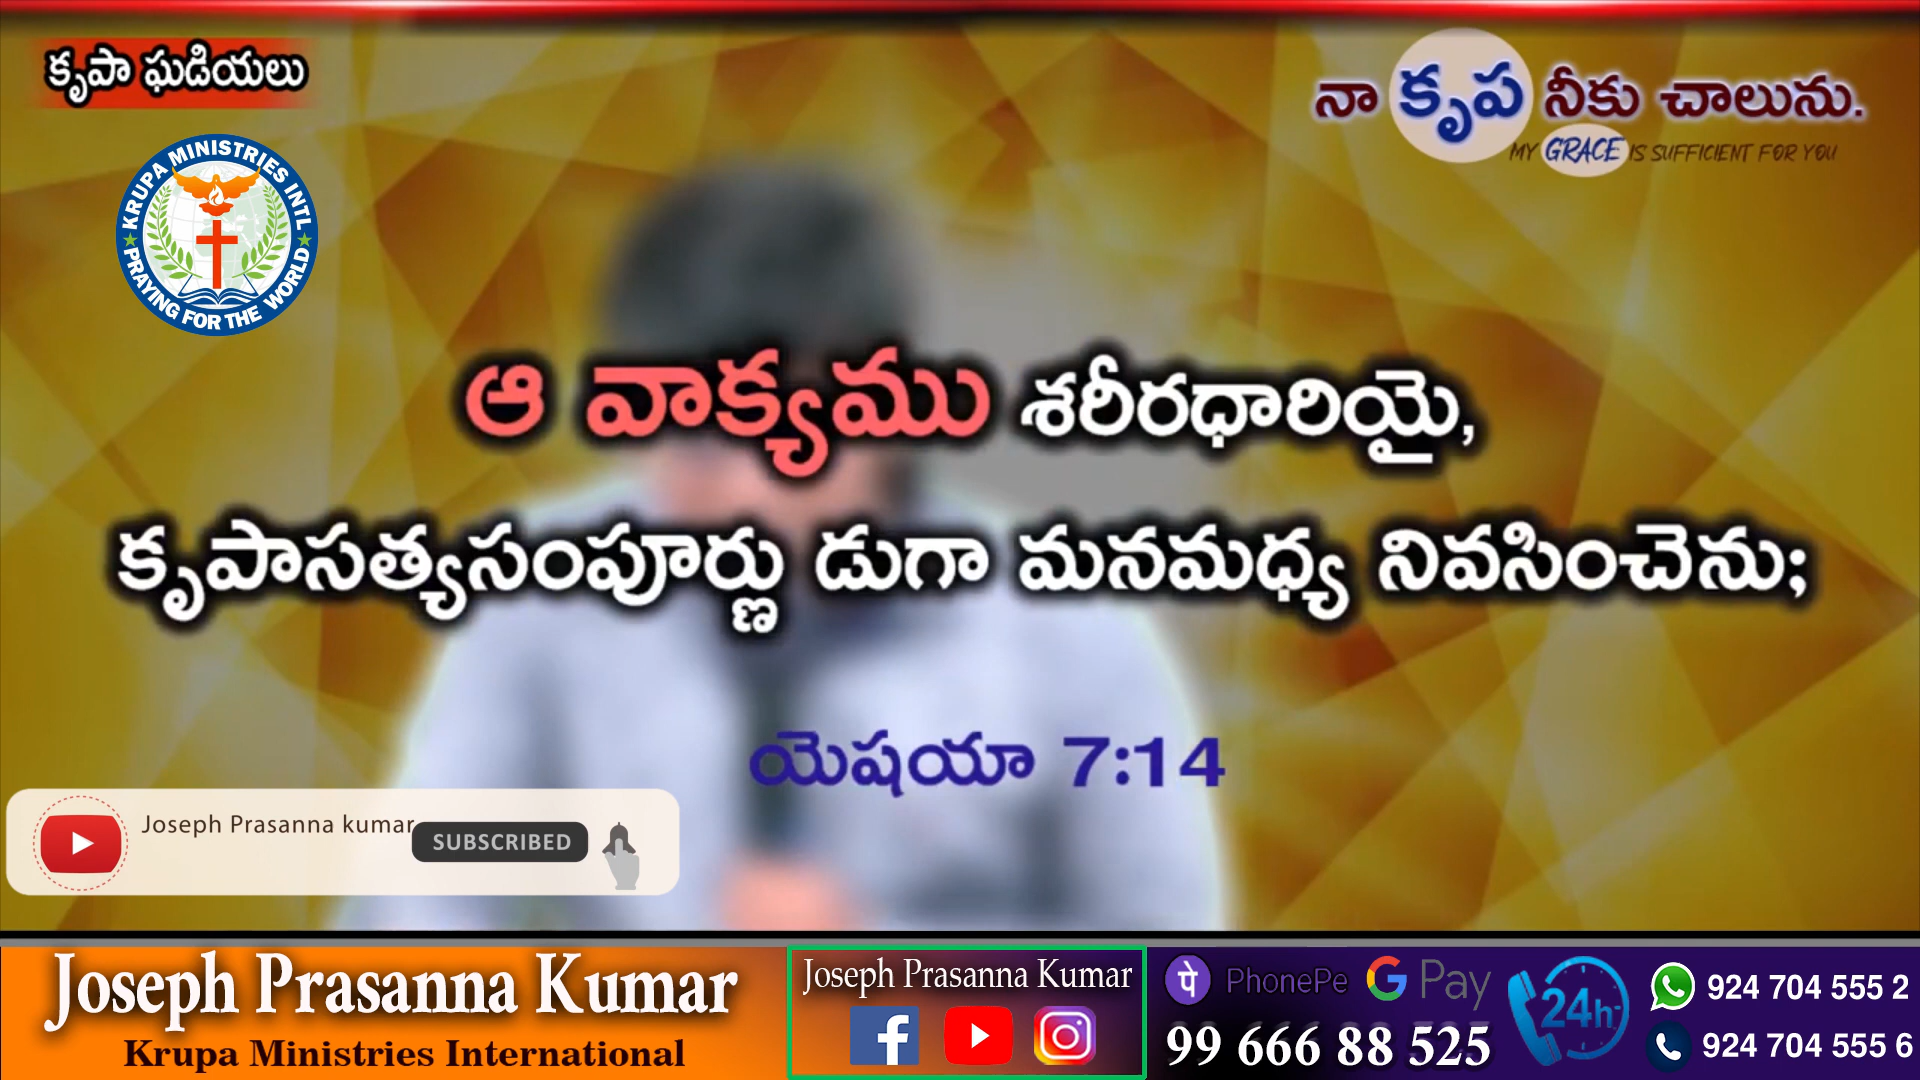 కృపా ఘడియలు
నా కృప నీకు చాలును.
MY GRACE IS SUFFICIENT FOR YOU
KRUPA MINISTRIES INTL
PRAYING FOR THE WORLD
ఆ వాక్యము శరీరధారియై,
కృపాసత్యసంపూర్ణు డుగా మనమధ్య నివసించెను;
యెషయా 7:14
Joseph Prasanna kumar
SUBSCRIBED
Joseph Prasanna Kumar
Krupa Ministries International
Joseph Prasanna Kumar
पे PhonePe G Pay
99 666 88 525
24h
924 704 555 2
924 704 555 6